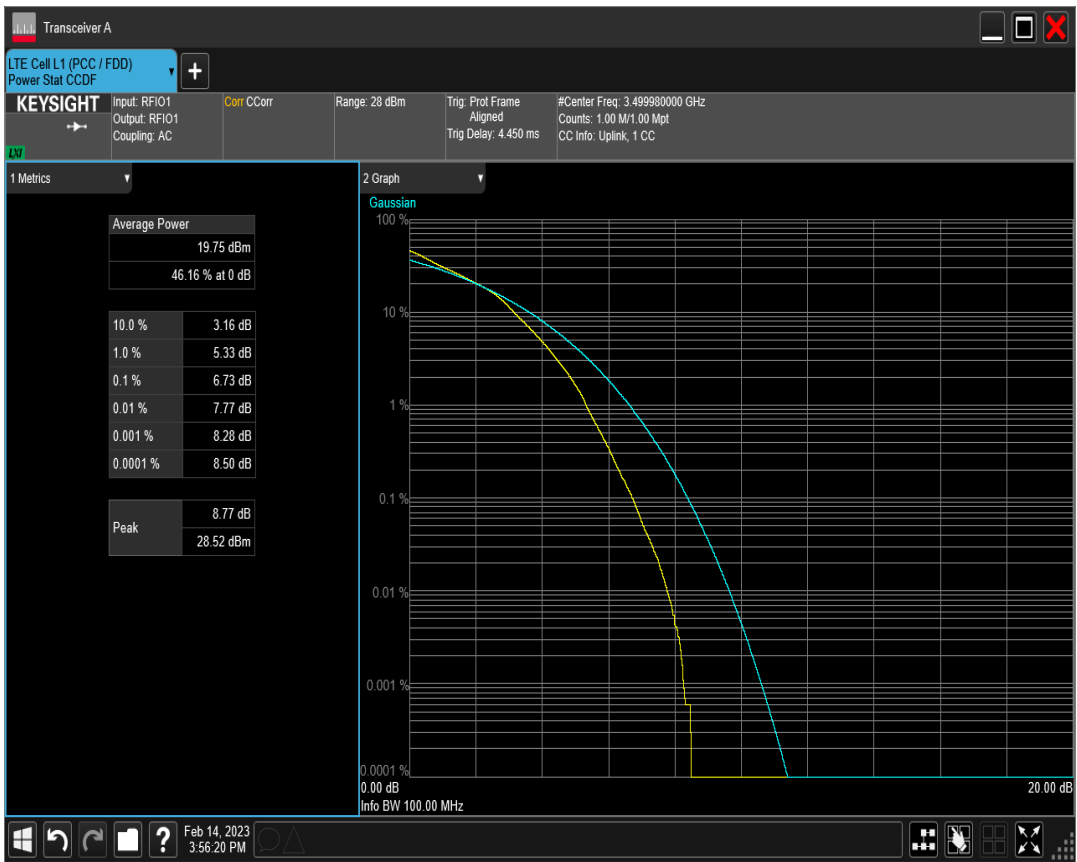 Transceiver A
LTE Cell L1 (PCC / FDD)
Power Stat CCDF
+
KEYSIGHT
LXI
Input: RFIO1
Output: RFIO1
Coupling: AC
Corr CCorr
Range: 28 dBm
Trig: Prot Frame
Aligned
Trig Delay: 4.450 ms
#Center Freq: 3.499980000 GHz
Counts: 1.00 M/1.00 Mpt
CC Info: Uplink, 1 CC
1 Metrics
Average Power
19.75 dBm
46.16 % at 0 dB
10.0 % 3.16 dB
1.0 % 5.33 dB
0.1 % 6.73 dB
0.01 % 7.77 dB
0.001 % 8.28 dB
0.0001 % 8.50 dB
Peak
8.77 dB
28.52 dBm
2 Graph
Gaussian
100 %
10 %
1 %
0.1 %
0.01 %
0.001 %
0.0001 %
0.00 dB 20.00 dB
Info BW 100.00 MHz
?
Feb 14, 2023
3:56:20 PM